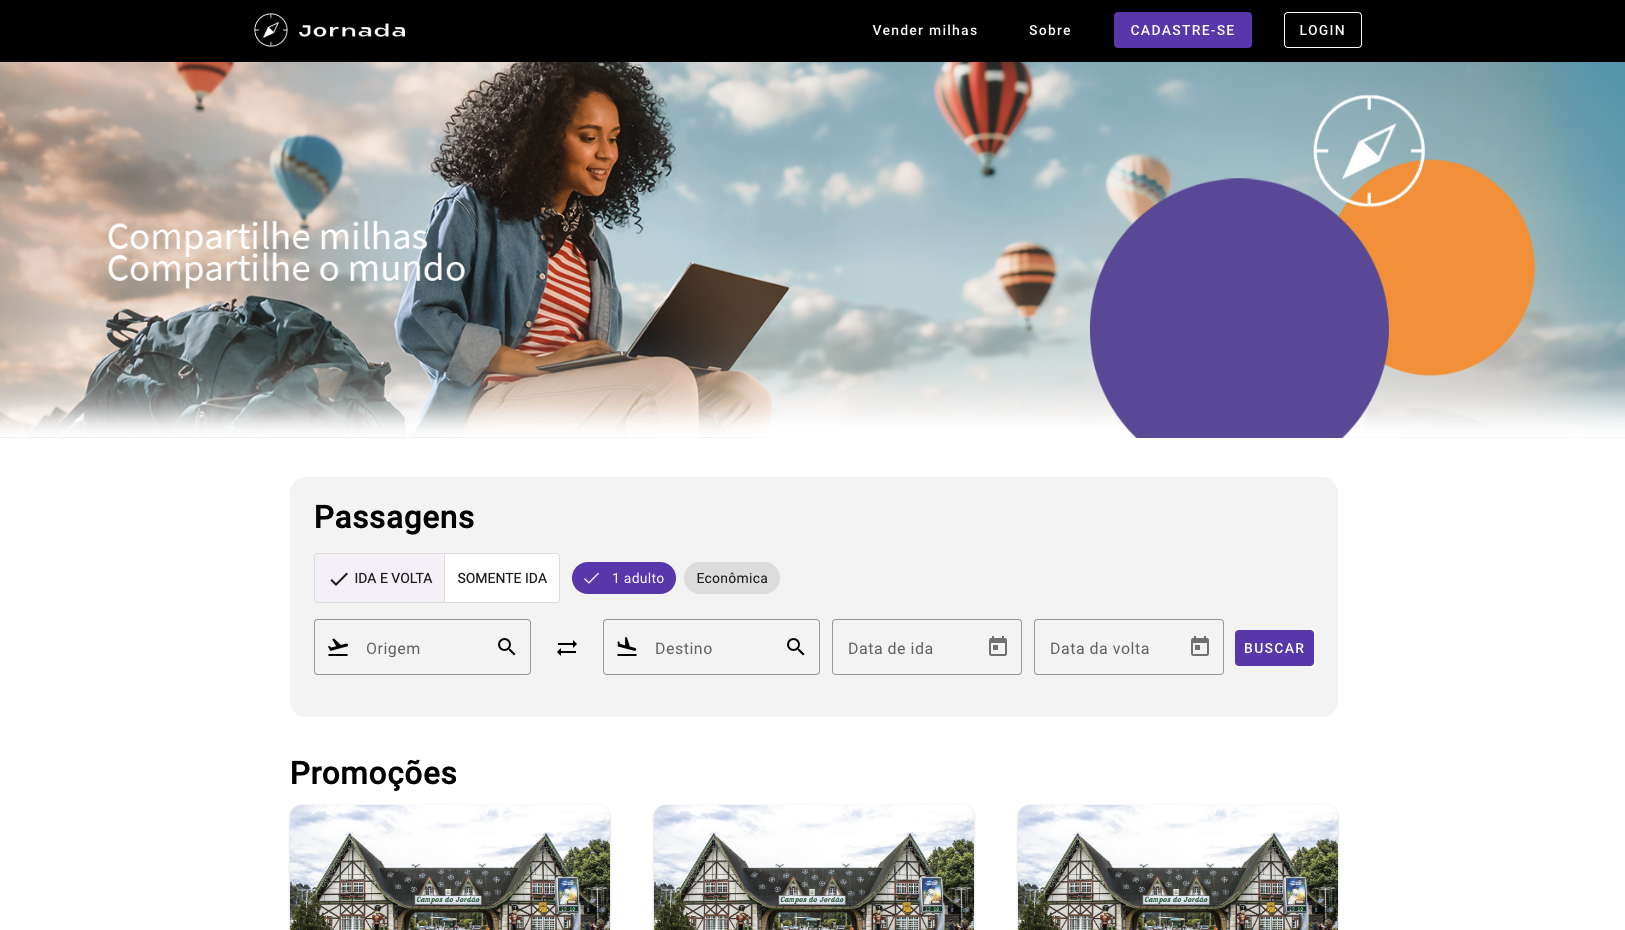 Jornada
Vender milhas
Sobre
CADASTRE-SE
LOGIN
Compartilhe milhas
Compartilhe o mundo
Passagens
IDA E VOLTA
SOMENTE IDA
1 adulto
Econômica
Origem
Destino
Data de ida
Data da volta
BUSCAR
Promoções
Campos do Jordão
Campos do Jordão
Campos do Jordão